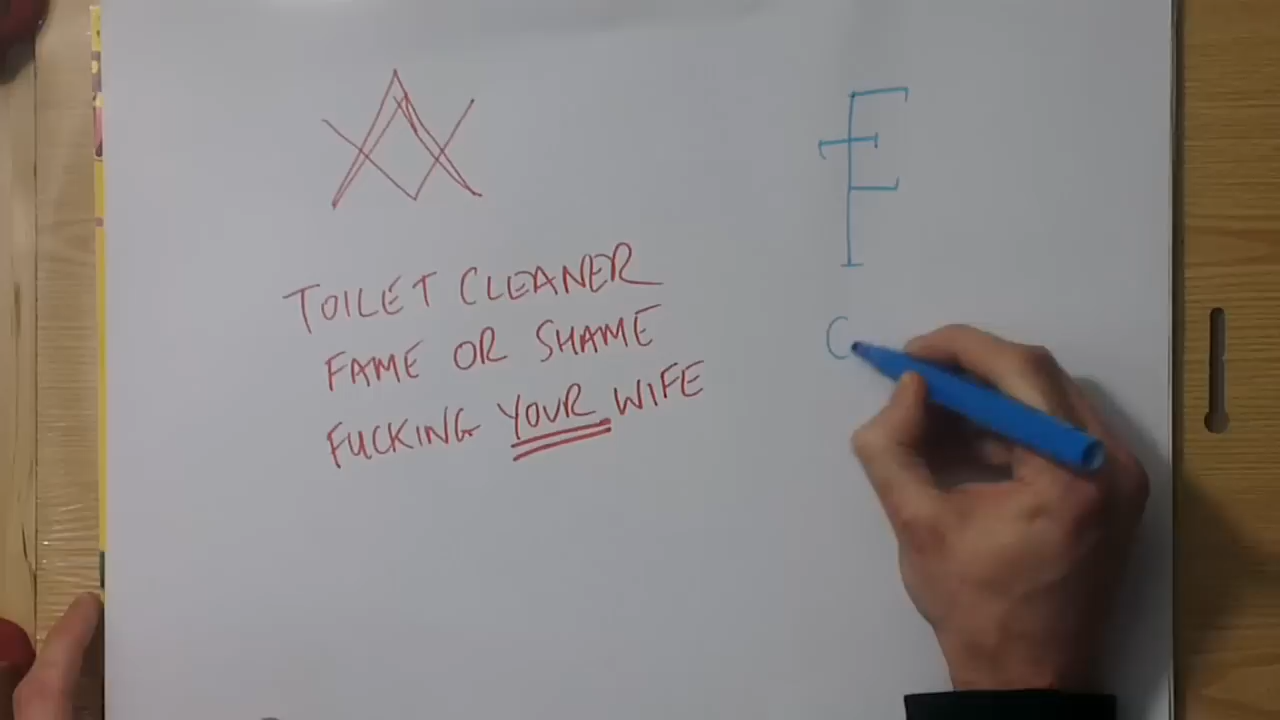 TOILET CLEANER
FAME OR SHAME
FUCKING YOUR WIFE
F
C